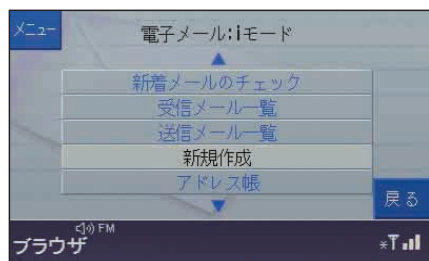 メニュー
電子メール:iモード
新着メールのチェック
受信メール一覧
送信メール一覧
新規作成
アドレス帳
戻る
FM
ブラウザ